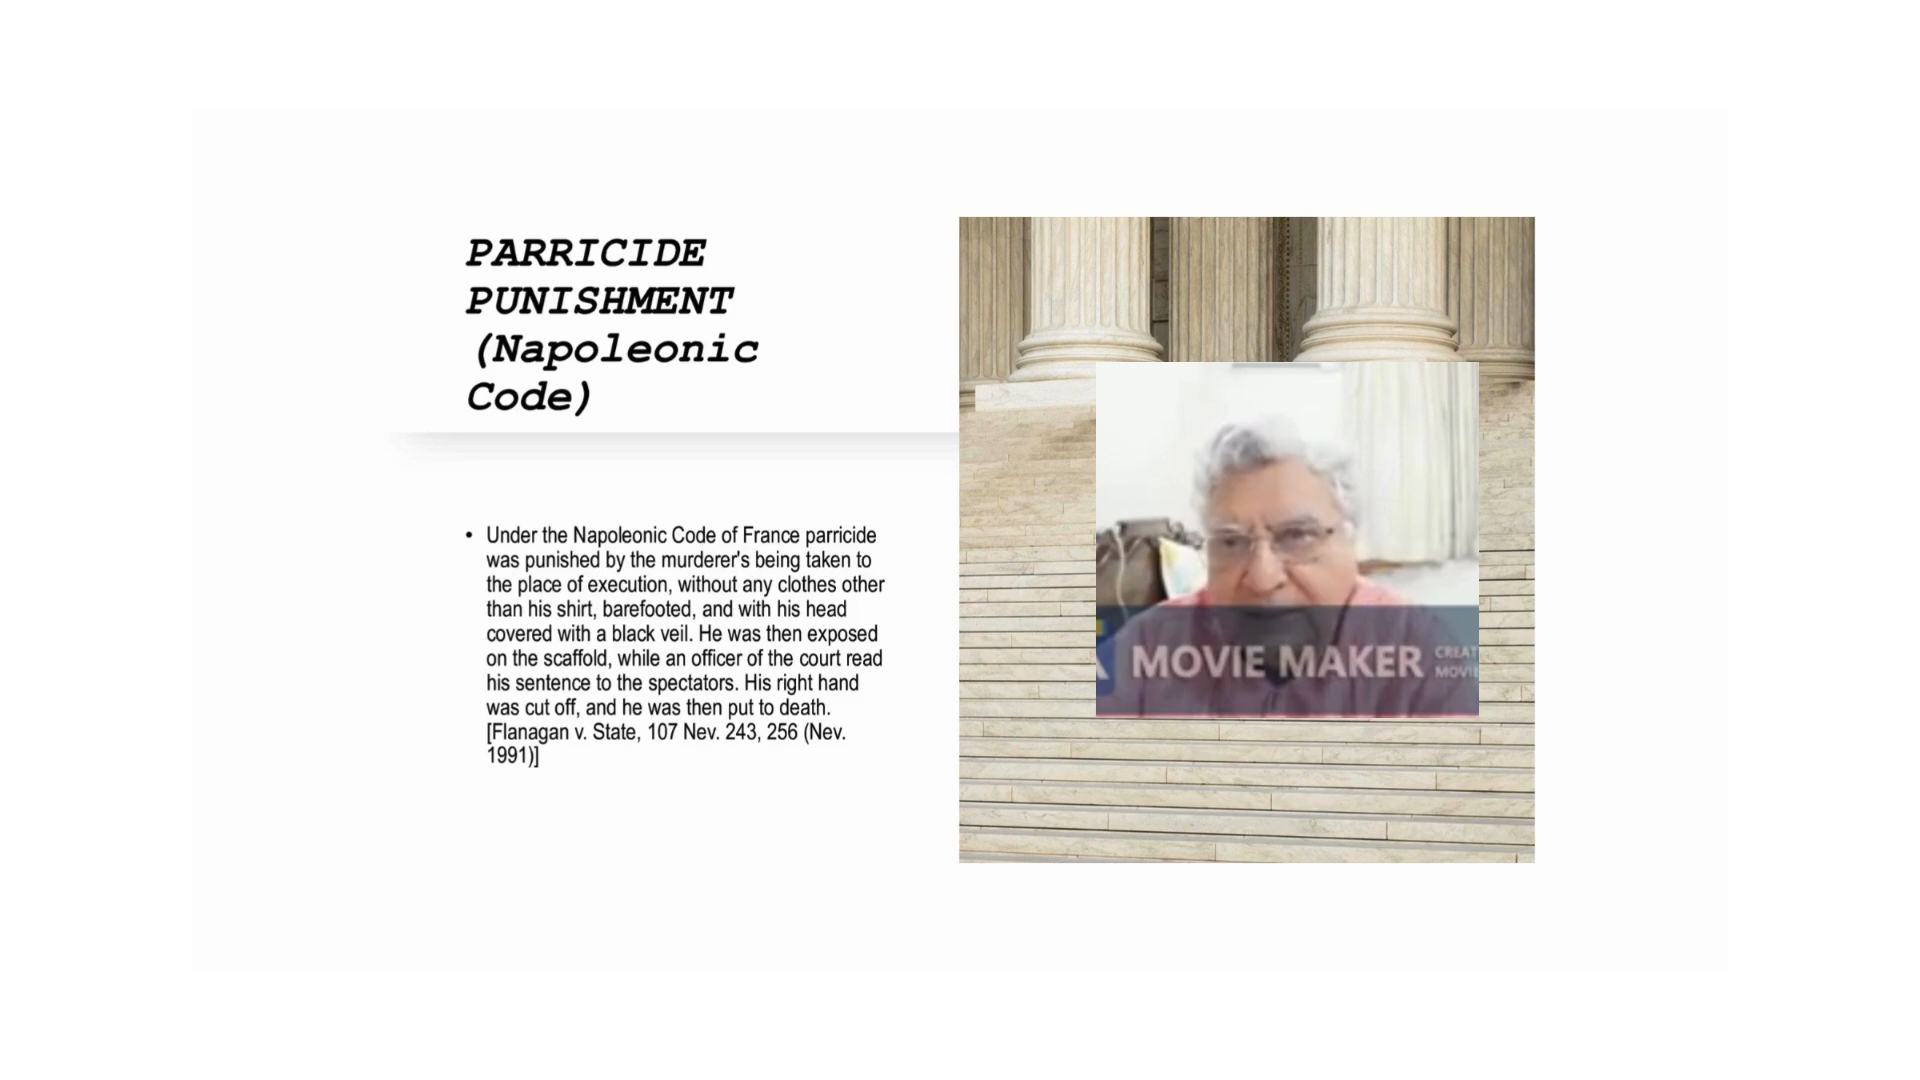 PARRICIDE
PUNISHMENT
(Napoleonic
Code)
• Under the Napoleonic Code of France parricide
was punished by the murderer's being taken to
the place of execution, without any clothes other
than his shirt, barefooted, and with his head
covered with a black veil. He was then exposed
on the scaffold, while an officer of the court read
his sentence to the spectators. His right hand
was cut off, and he was then put to death.
[Flanagan v. State, 107 Nev. 243, 256 (Nev.
1991)]
MOVIE MAKER
CREAT
MOVIE